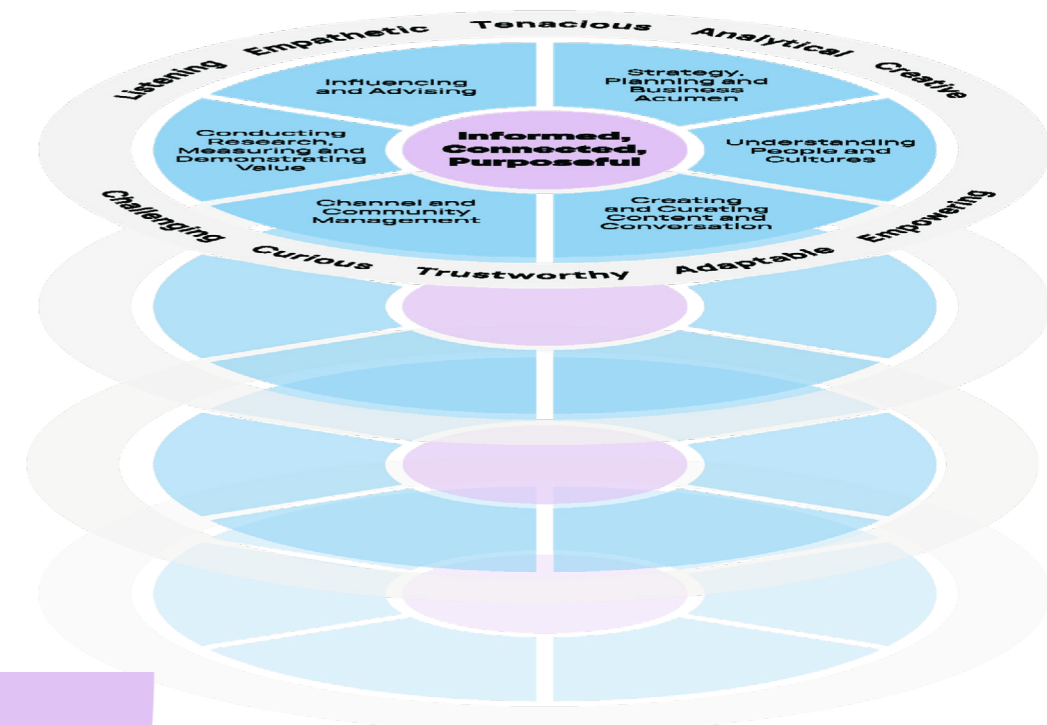 Listening
Empathetic
Tenacious
Analytical
Creative
Influencing
and Advising
Strategy,
Planning and
Business
Acumen
Conducting
Research,
Measuring and
Demonstrating
Value
Informed,
Connected,
Purposeful
Understanding
People and
Cultures
Channel and
Community
Management
Creating
and Curating
Content and
Conversation
Challenging
Curious
Trustworthy
Adaptable
Empowering